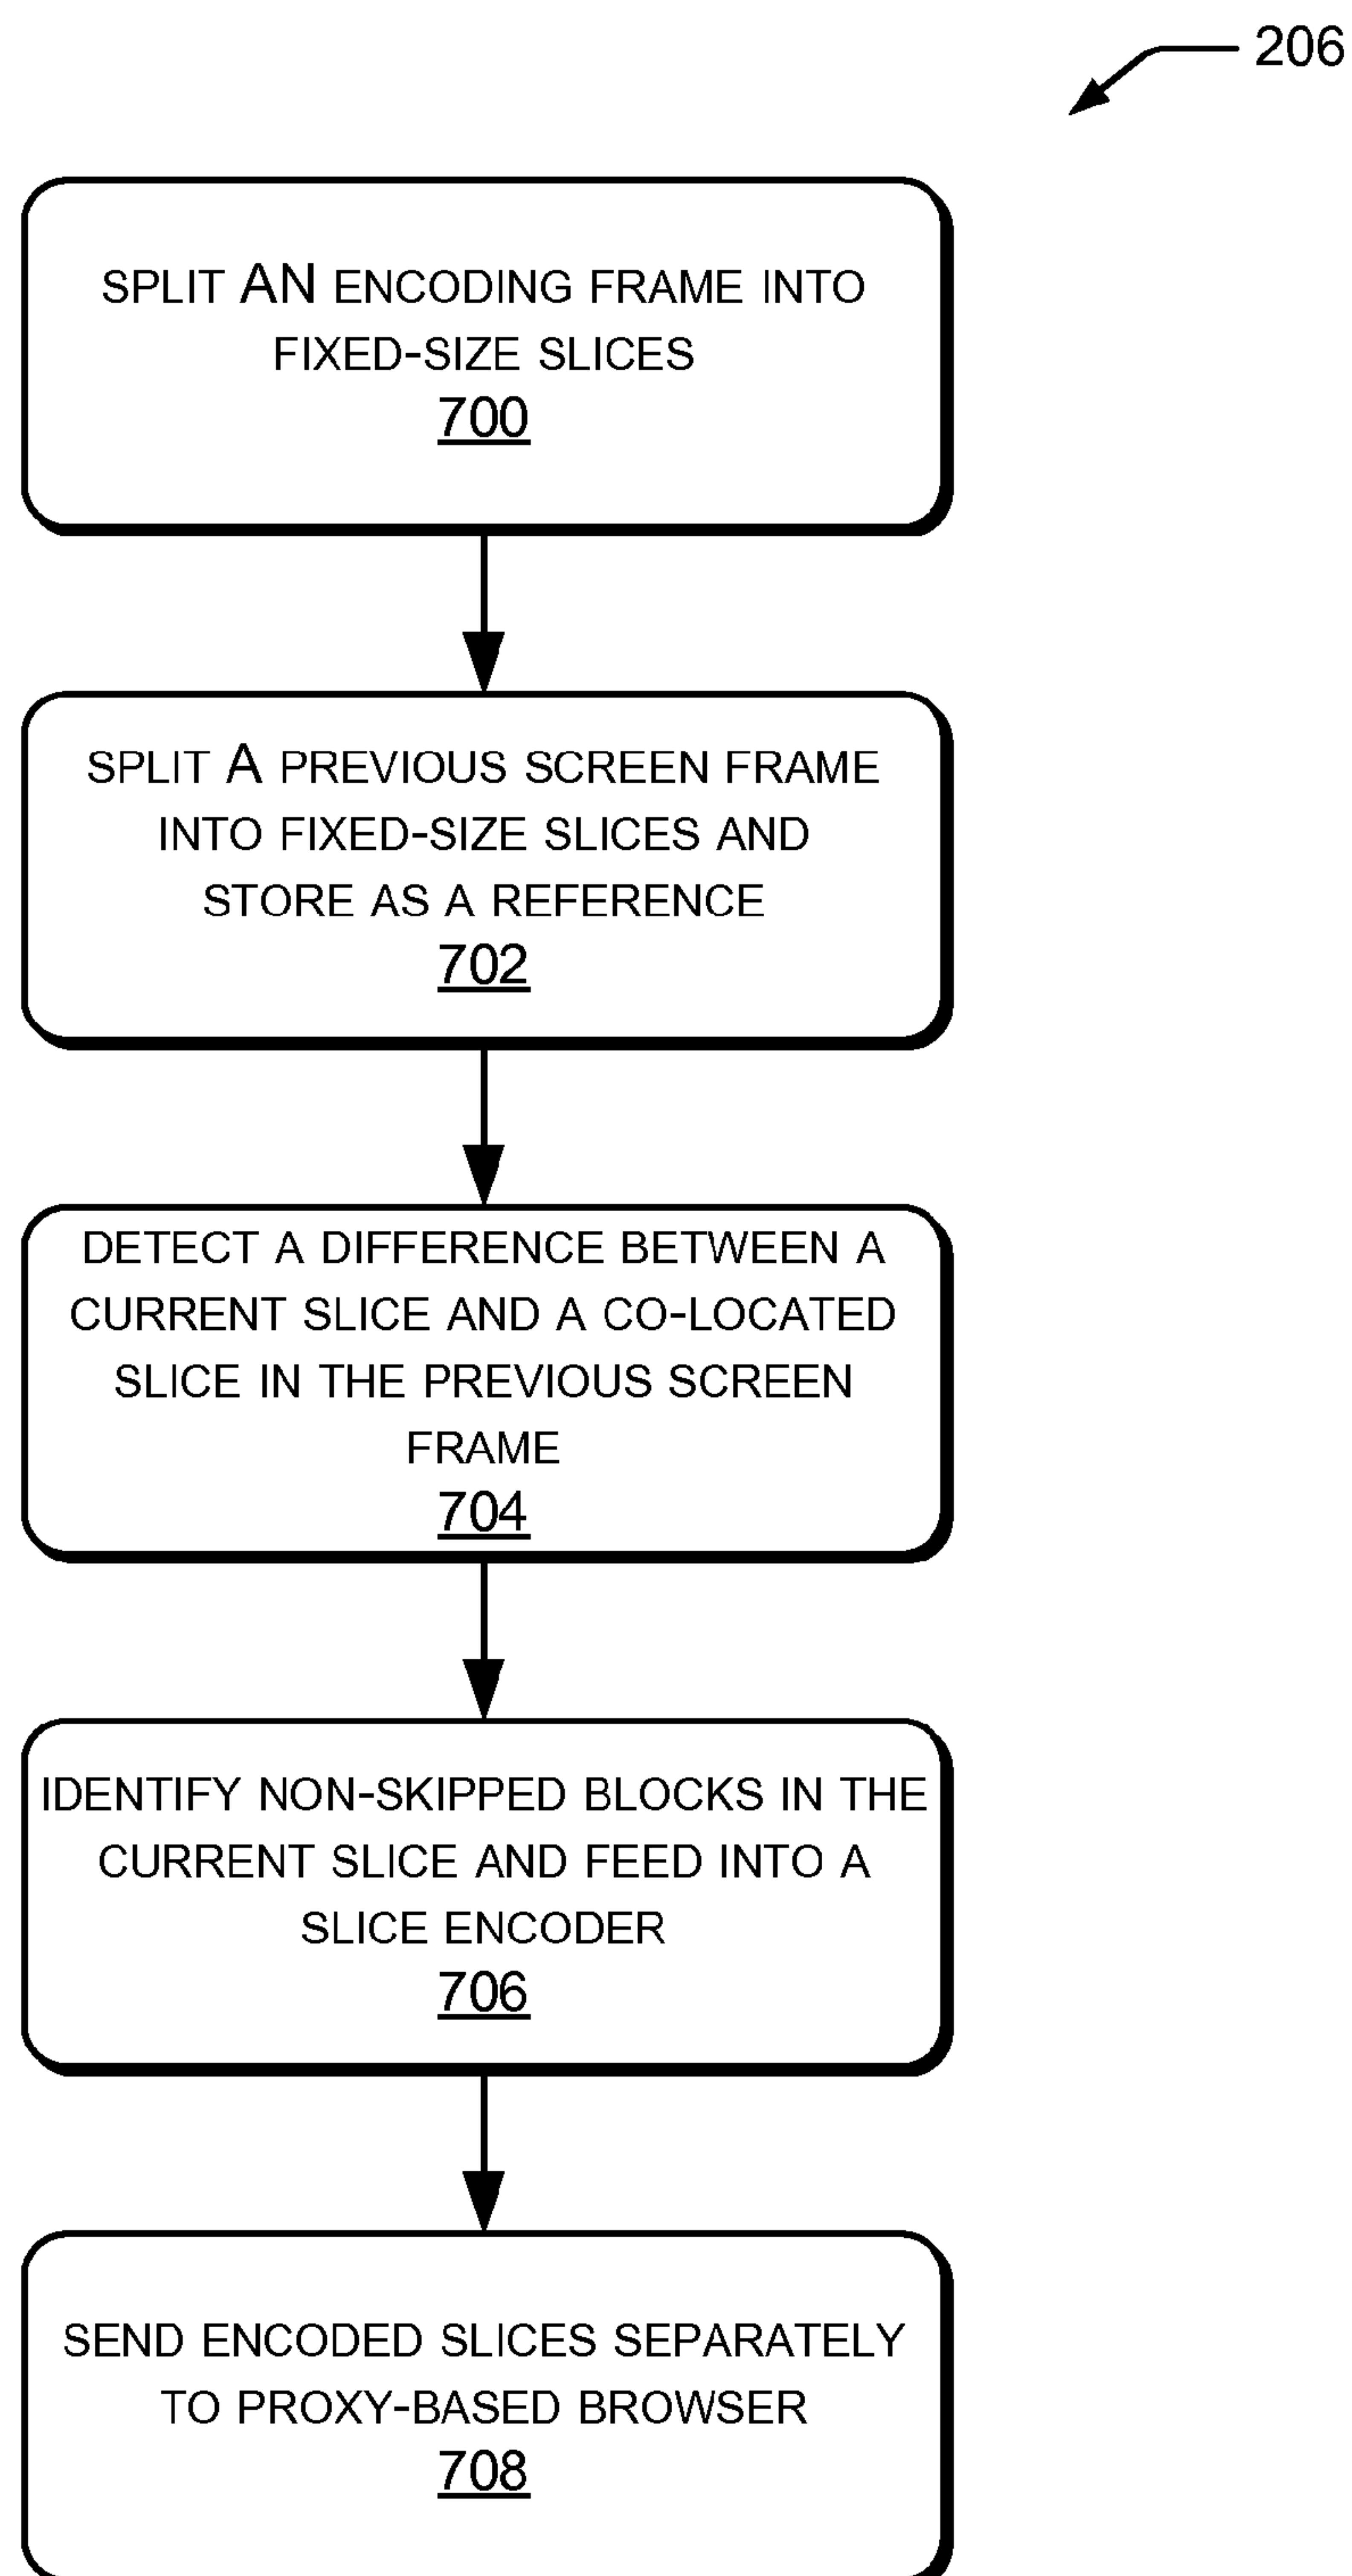 206
SPLIT AN ENCODING FRAME INTO
FIXED-SIZE SLICES
700
SPLIT A PREVIOUS SCREEN FRAME
INTO FIXED-SIZE SLICES AND
STORE AS A REFERENCE
702
DETECT A DIFFERENCE BETWEEN A
CURRENT SLICE AND A CO-LOCATED
SLICE IN THE PREVIOUS SCREEN
FRAME
704
IDENTIFY NON-SKIPPED BLOCKS IN THE
CURRENT SLICE AND FEED INTO A
SLICE ENCODER
706
SEND ENCODED SLICES SEPARATELY
TO PROXY-BASED BROWSER
708